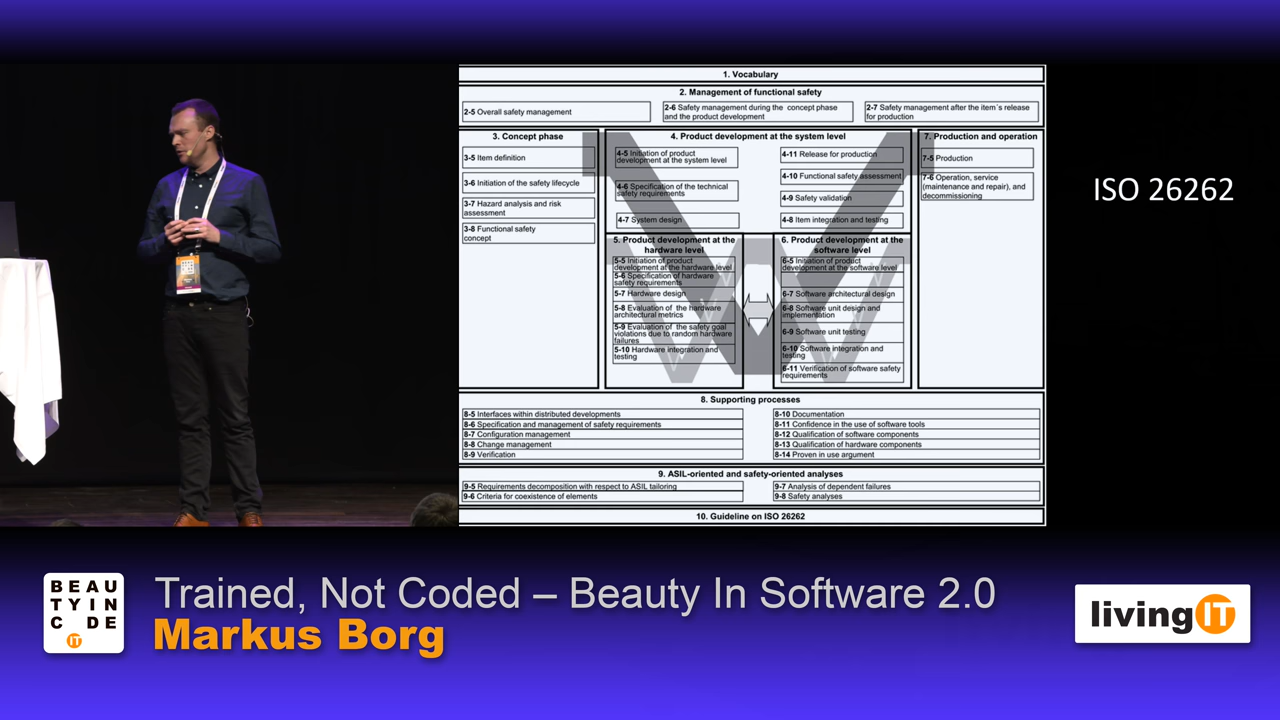 1. Vocabulary
2. Management of functional safety
2-5 Overall safety management
2-6 Safety management during the concept phase
and the product development
2-7 Safety management after the item´s release
for production
3. Concept phase
3-5 Item definition
3-6 Initiation of the safety lifecycle
3-7 Hazard analysis and risk
assessment
3-8 Functional safety
concept
4. Product development at the system level
4-5 Initiation of product
development at the system level
4-6 Specification of the technical
safety requirements
4-7 System design
4-11 Release for production
4-10 Functional safety assessment
4-9 Safety validation
4-8 Item integration and testing
7. Production and operation
7-5 Production
7-6 Operation, service
(maintenance and repair), and
decommissioning
5. Product development at the
hardware level
5-5 Initiation of product
development at the hardware level
5-6 Specification of hardware
safety requirements
5-7 Hardware design
5-8 Evaluation of the hardware
architectural metrics
5-9 Evaluation of the safety goal
violations due to random hardware
failures
5-10 Hardware integration and
testing
6. Product development at the
software level
6-5 Initiation of product
development at the software level
6-7 Software architectural design
6-8 Software unit design and
implementation
6-9 Software unit testing
6-10 Software integration and
testing
6-11 Verification of software safety
requirements
8. Supporting processes
8-5 Interfaces within distributed developments
8-6 Specification and management of safety requirements
8-7 Configuration management
8-8 Change management
8-9 Verification
8-10 Documentation
8-11 Confidence in the use of software tools
8-12 Qualification of software components
8-13 Qualification of hardware components
8-14 Proven in use argument
9. ASIL-oriented and safety-oriented analyses
9-5 Requirements decomposition with respect to ASIL tailoring
9-6 Criteria for coexistence of elements
9-7 Analysis of dependent failures
9-8 Safety analyses
10. Guideline on ISO 26262
ISO 26262
BEAU
TYIN
C DE
IT
Trained, Not Coded – Beauty In Software 2.0
Markus Borg
livingIT